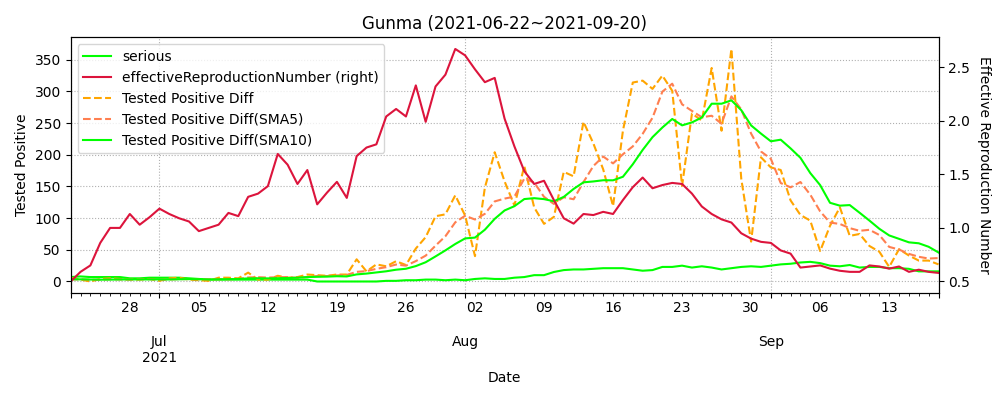 Gunma (2021-06-22~2021-09-20)
serious
effectiveReproductionNumber (right)
Tested Positive Diff
Tested Positive Diff(SMA5)
Tested Positive Diff(SMA10)
Tested Positive
350
300
250
200
150
100
50
0
2.5
2.0
1.5
1.0
0.5
Effective Reproduction Number
28 05 12 19 26 02 09 16 23 30 06 13
Jul Aug Sep
2021
Date